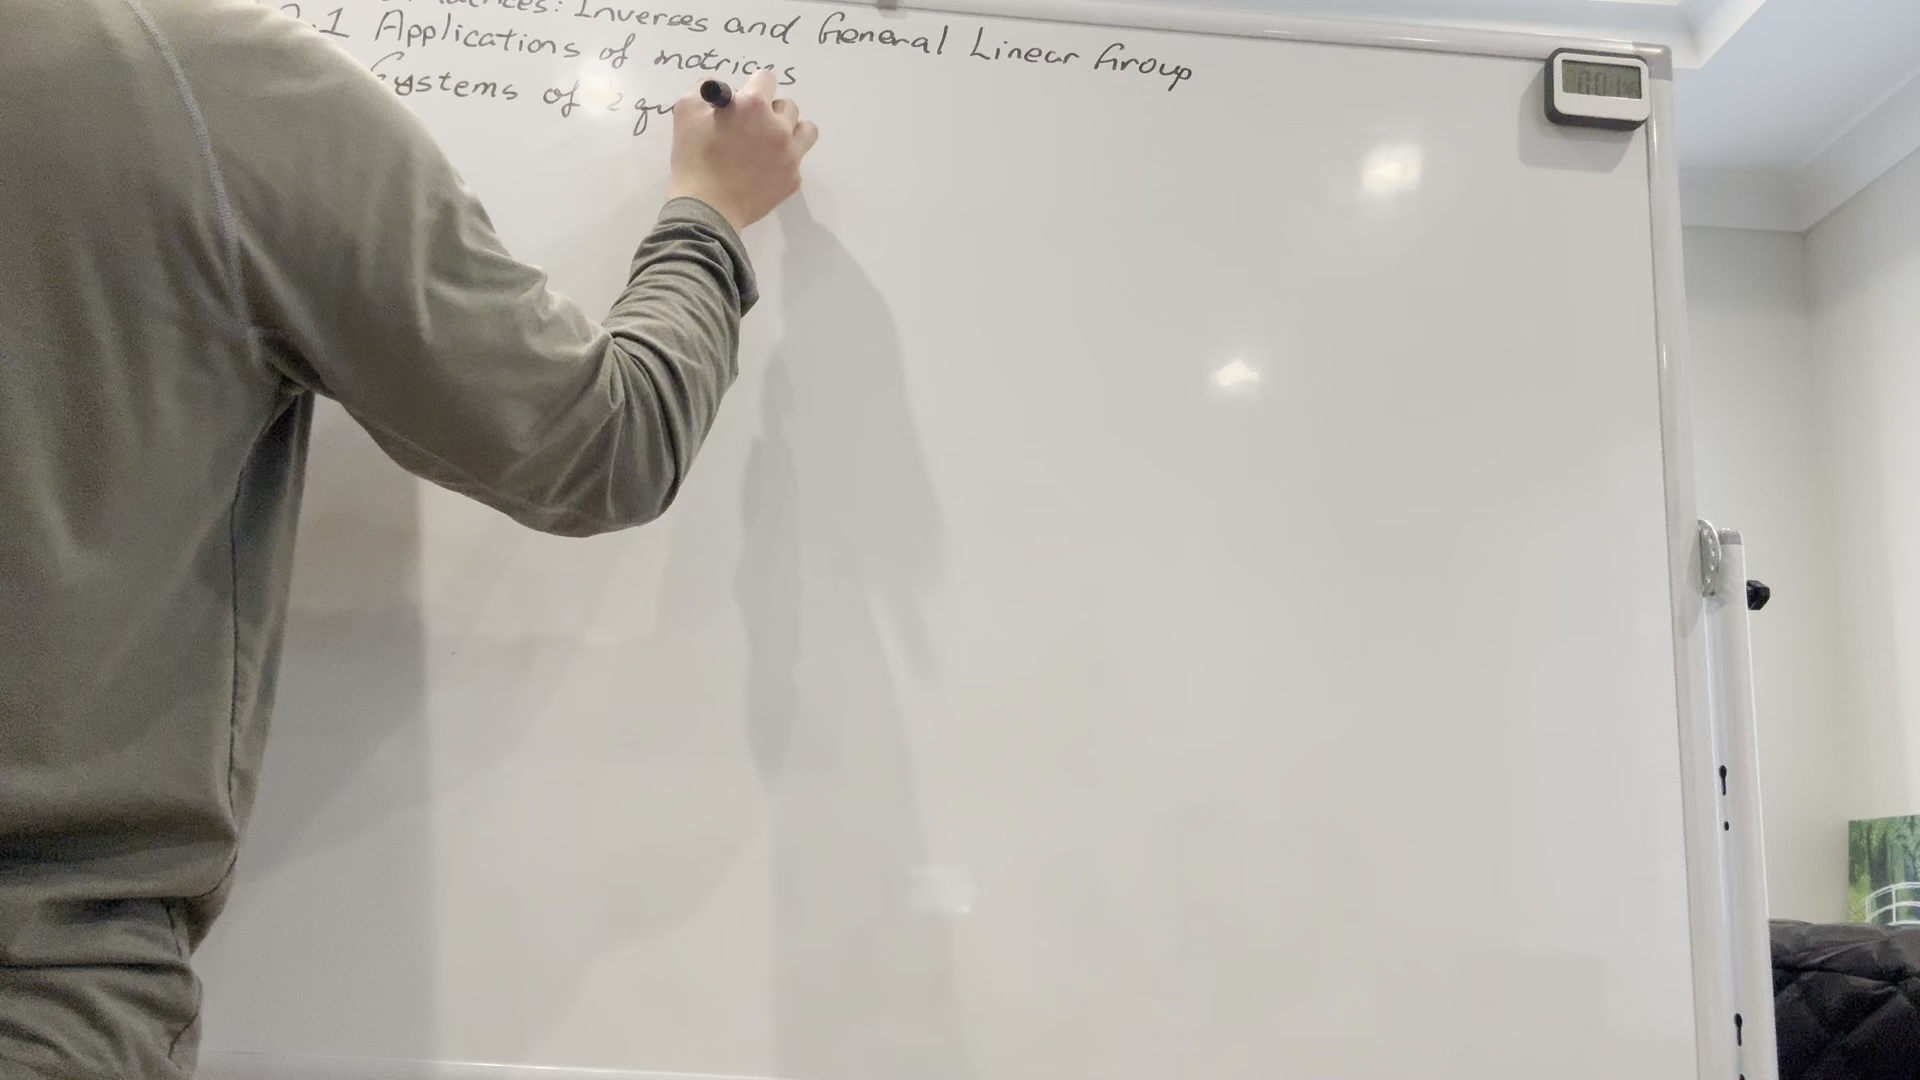 Matrices: Inverses and General Linear Group
2.1 Applications of matrices
Systems of equ